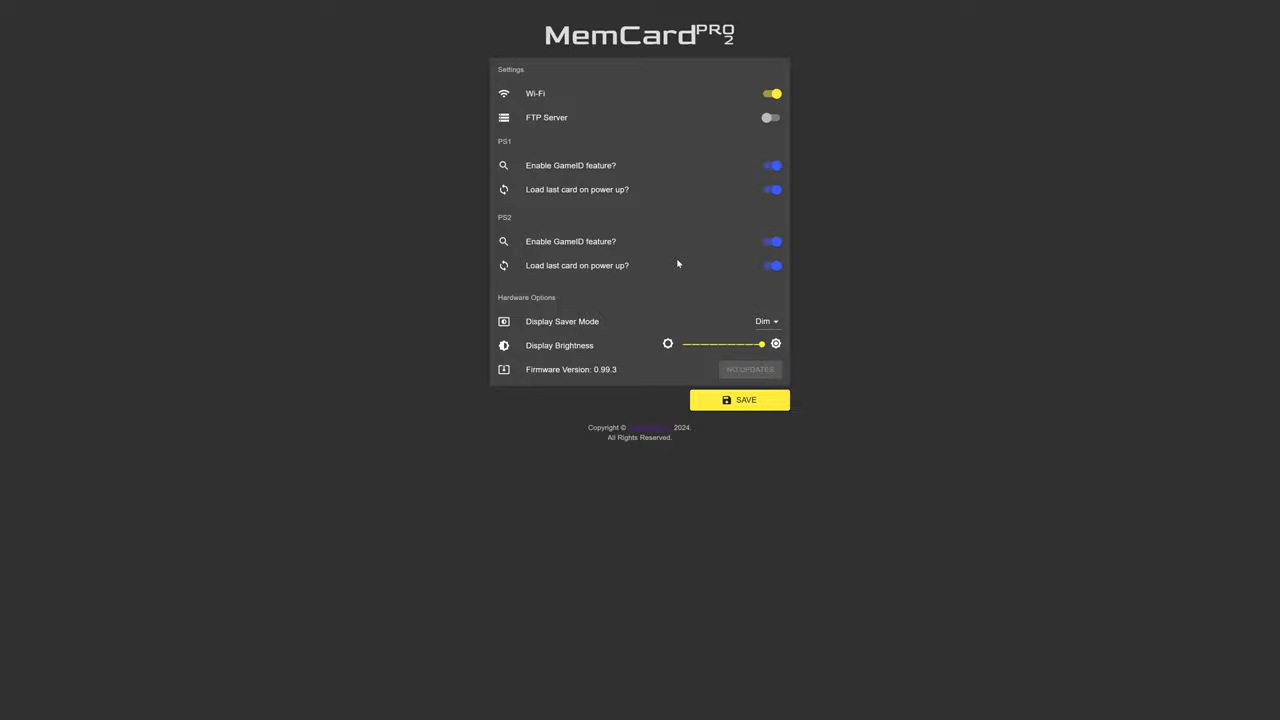 MemCard PRO 2
Settings
Wi-Fi
FTP Server
PS1
Enable GameID feature?
Load last card on power up?
PS2
Enable GameID feature?
Load last card on power up?
Hardware Options
Display Saver Mode
Dim
Display Brightness
Firmware Version: 0.99.3
NO UPDATES
SAVE
Copyright © 2024.
All Rights Reserved.